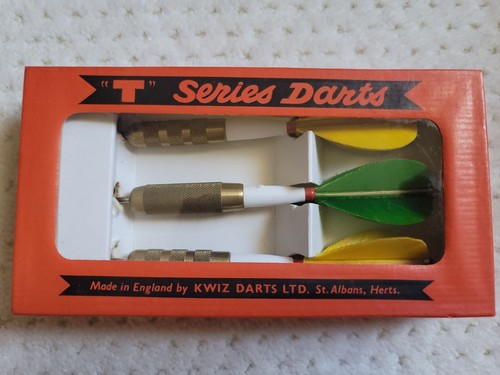 "T" Series Darts
Made in England by KWIZ DARTS LTD. St. Albans, Herts.